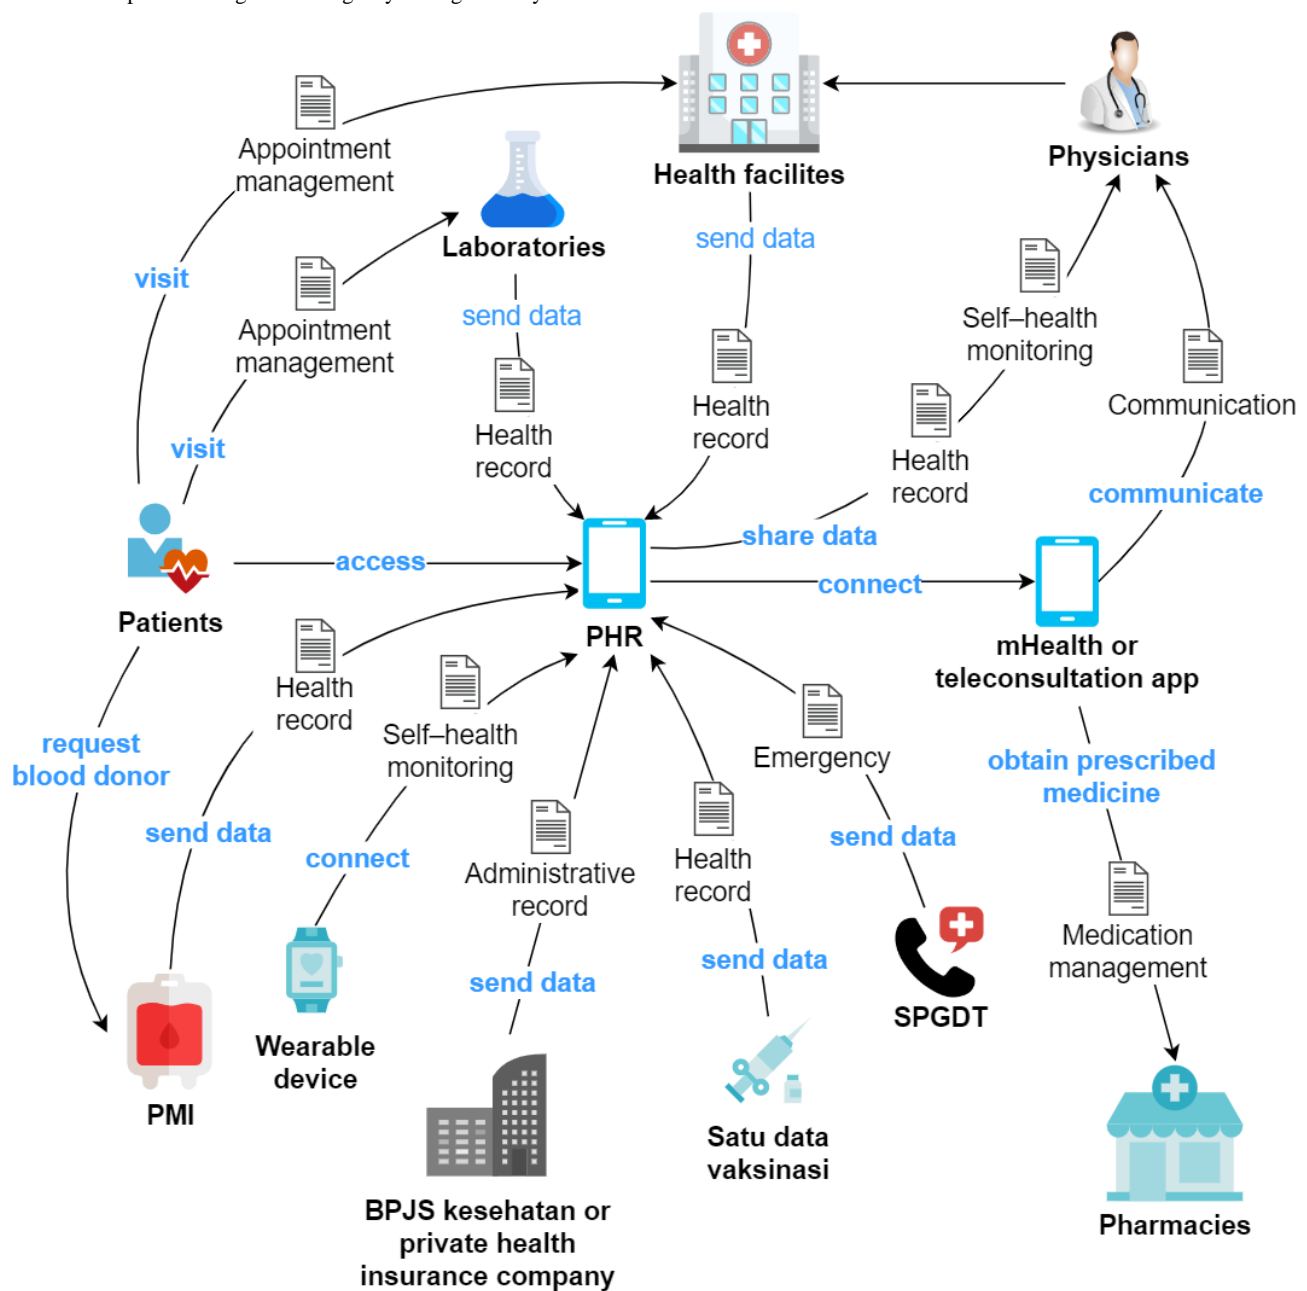 Appointment
management
Health facilites
Physicians
Laboratories
send data
visit
Appointment
management
send data
Self–health
monitoring
Health
record
Health
record
Communication
visit
Health
record
communicate
share data
access
connect
Patients
PHR
mHealth or
teleconsultation app
Health
record
Self–health
monitoring
request
blood donor
Emergency
obtain prescribed
medicine
send data
connect
send data
Administrative
record
Health
record
Medication
management
send data
send data
SPGDT
Wearable
device
PMI
Satu data
vaksinasi
BPJS kesehatan or
private health
insurance company
Pharmacies